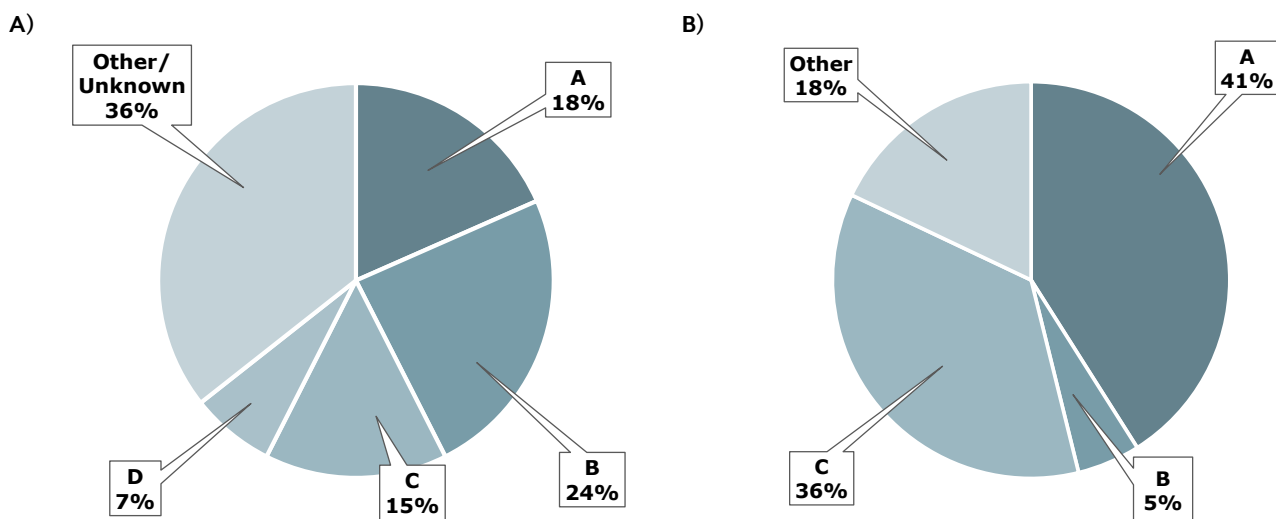 A)
Other/
Unknown
36%
A
18%
B
24%
C
15%
D
7%
B)
Other
18%
A
41%
B
5%
C
36%